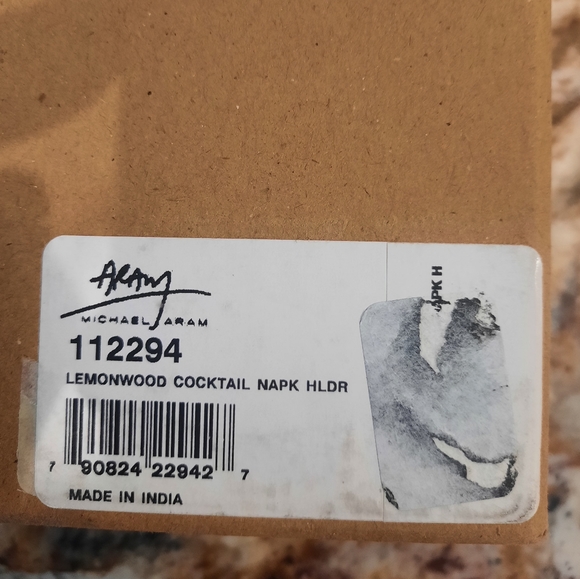 ARAM
MICHAEL ARAM
112294
LEMONWOOD COCKTAIL NAPK HLDR
7 90824 22942 7
MADE IN INDIA
APK H